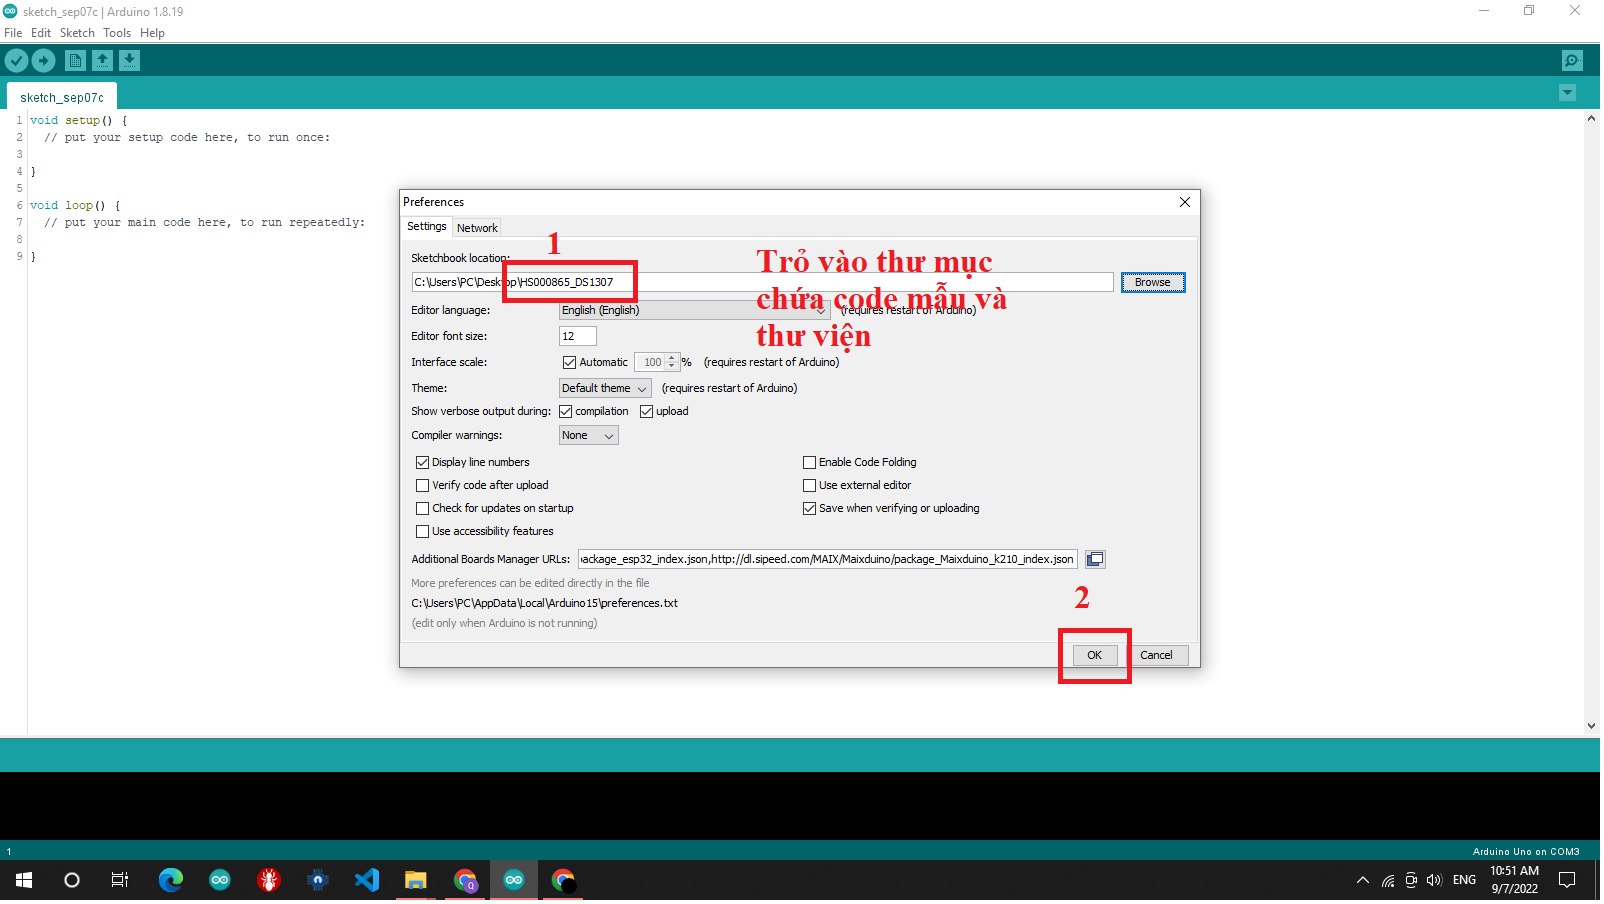 sketch_sep07c | Arduino 1.8.19
File Edit Sketch Tools Help
sketch_sep07c
1 void setup() {
2 // put your setup code here, to run once:
3
4 }
5
6 void loop() {
7 // put your main code here, to run repeatedly:
8
9 }
Preferences
Settings Network
1
Sketchbook location:
C:\Users\PC\Desktop\HS000865_DS1307
Browse
Trỏ vào thư mục
chứa code mẫu và
thư viện
Editor language: English (English) (requires restart of Arduino)
Editor font size: 12
Interface scale: Automatic 100 % (requires restart of Arduino)
Theme: Default theme (requires restart of Arduino)
Show verbose output during: compilation upload
Compiler warnings: None
Display line numbers Enable Code Folding
Verify code after upload Use external editor
Check for updates on startup Save when verifying or uploading
Use accessibility features
Additional Boards Manager URLs: package_esp32_index.json,http://dl.sipeed.com/MAIX/Maixduino/package_Maixduino_k210_index.json
More preferences can be edited directly in the file
C:\Users\PC\AppData\Local\Arduino15\preferences.txt
(edit only when Arduino is not running)
2
OK Cancel
1 Arduino Uno on COM3
Q
ENG
10:51 AM
9/7/2022